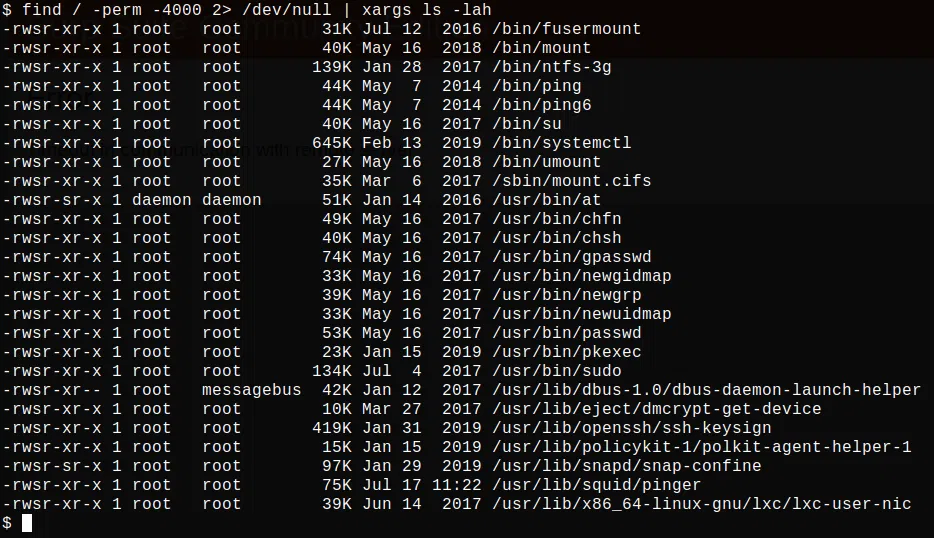 $ find / -perm -4000 2> /dev/null | xargs ls -lah
-rwsr-xr-x 1 root   root        31K Jul 12  2016 /bin/fusermount
-rwsr-xr-x 1 root   root        40K May 16  2018 /bin/mount
-rwsr-xr-x 1 root   root       139K Jan 28  2017 /bin/ntfs-3g
-rwsr-xr-x 1 root   root        44K May  7  2014 /bin/ping
-rwsr-xr-x 1 root   root        44K May  7  2014 /bin/ping6
-rwsr-xr-x 1 root   root        40K May 16  2017 /bin/su
-rwsr-xr-x 1 root   root       645K Feb 13  2019 /bin/systemctl
-rwsr-xr-x 1 root   root        27K May 16  2018 /bin/umount
-rwsr-xr-x 1 root   root        35K Mar  6  2017 /sbin/mount.cifs
-rwsr-sr-x 1 daemon daemon      51K Jan 14  2016 /usr/bin/at
-rwsr-xr-x 1 root   root        49K May 16  2017 /usr/bin/chfn
-rwsr-xr-x 1 root   root        40K May 16  2017 /usr/bin/chsh
-rwsr-xr-x 1 root   root        74K May 16  2017 /usr/bin/gpasswd
-rwsr-xr-x 1 root   root        33K May 16  2017 /usr/bin/newgidmap
-rwsr-xr-x 1 root   root        39K May 16  2017 /usr/bin/newgrp
-rwsr-xr-x 1 root   root        33K May 16  2017 /usr/bin/newuidmap
-rwsr-xr-x 1 root   root        53K May 16  2017 /usr/bin/passwd
-rwsr-xr-x 1 root   root        23K Jan 15  2019 /usr/bin/pkexec
-rwsr-xr-x 1 root   root       134K Jul  4  2017 /usr/bin/sudo
-rwsr-xr-- 1 root   messagebus  42K Jan 12  2017 /usr/lib/dbus-1.0/dbus-daemon-launch-helper
-rwsr-xr-x 1 root   root        10K Mar 27  2017 /usr/lib/eject/dmcrypt-get-device
-rwsr-xr-x 1 root   root       419K Jan 31  2019 /usr/lib/openssh/ssh-keysign
-rwsr-xr-x 1 root   root        15K Jan 15  2019 /usr/lib/policykit-1/polkit-agent-helper-1
-rwsr-sr-x 1 root   root        97K Jan 29  2019 /usr/lib/snapd/snap-confine
-rwsr-xr-x 1 root   root        75K Jul 17 11:22 /usr/lib/squid/pinger
-rwsr-xr-x 1 root   root        39K Jun 14  2017 /usr/lib/x86_64-linux-gnu/lxc/lxc-user-nic
$